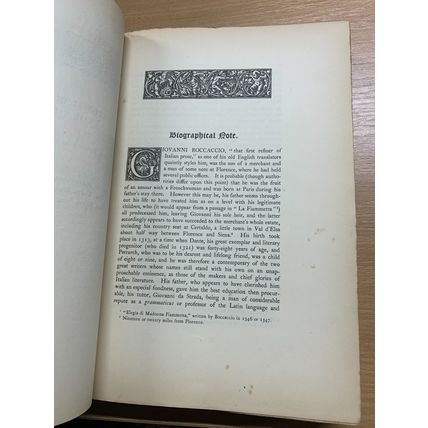 Biographical Note.
GIOVANNI BOCCACCIO, "that first refiner of
Italian prose," as one of his old English translators
quaintly styles him, was the son of a merchant and
a man of some note at Florence, where he had held
several public offices. It is probable (though autho-
rities differ upon this point) that he was the fruit
of an amour with a Frenchwoman and was born at Paris during his
father's stay there. However this may be, his father seems through-
out his life to have treated him as on a level with his legitimate
children, who (it would appear from a passage in "La Fiammetta" ¹)
all predeceased him, leaving Giovanni his sole heir, and the latter
accordingly appears to have succeeded to the merchant's whole estate,
including his country seat at Certaldo, a little town in Val d'Elsa
about half way between Florence and Siena.² His birth took
place in 1313, at a time when Dante, his great exemplar and literary
progenitor (who died in 1321) was forty-eight years of age, and
Petrarch, who was to be his dearest and lifelong friend, was a child
of eight or nine, and he was therefore a contemporary of the two
great writers whose names still stand with his own on an unap-
proachable eminence, as those of the makers and chief glories of
Italian literature. His father, who appears to have cherished him
with an especial fondness, gave him the best education then procur-
able, his tutor, Giovanni da Strada, being a man of considerable
repute as a grammaticus or professor of the Latin language and
¹ "Elegia di Madonna Fiammetta," written by Boccaccio in 1346 or 1347.
² Nineteen or twenty miles from Florence.